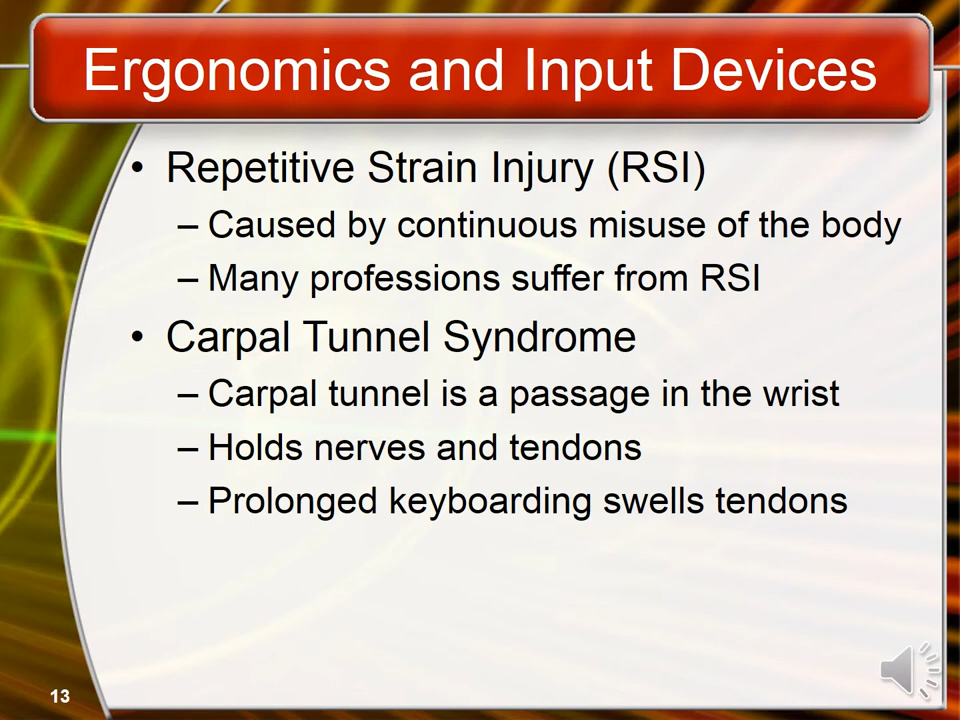 Ergonomics and Input Devices
• Repetitive Strain Injury (RSI)
– Caused by continuous misuse of the body
– Many professions suffer from RSI
• Carpal Tunnel Syndrome
– Carpal tunnel is a passage in the wrist
– Holds nerves and tendons
– Prolonged keyboarding swells tendons
13